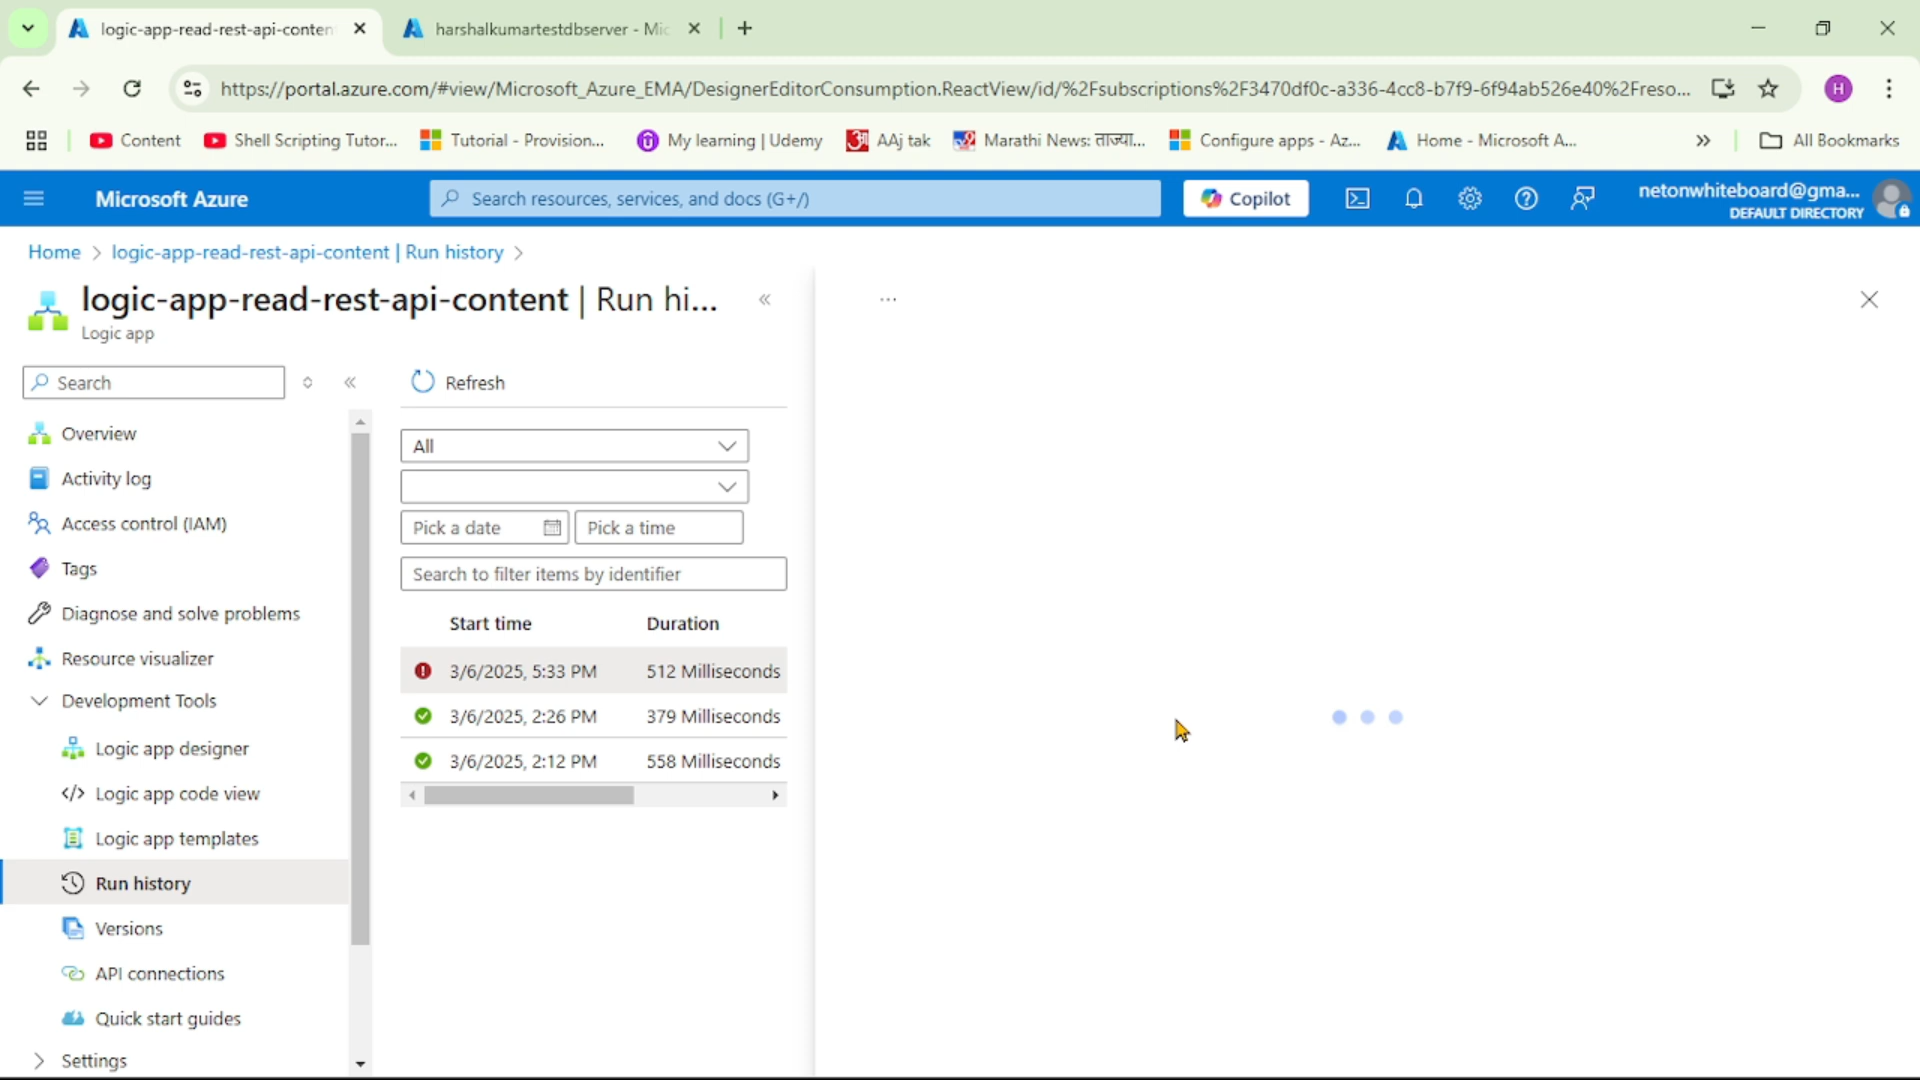 logic-app-read-rest-api-conten
harshalkumartestdbserver - Mic
https://portal.azure.com/#view/Microsoft_Azure_EMA/DesignerEditorConsumption.ReactView/id/%2Fsubscriptions%2F3470df0c-a336-4cc8-b7f9-6f94ab526e40%2Freso...
H
Content
Shell Scripting Tutor...
Tutorial - Provision...
My learning | Udemy
AAj tak
Marathi News: ताज्या...
Configure apps - Az...
Home - Microsoft A...
All Bookmarks
Microsoft Azure
Search resources, services, and docs (G+/)
Copilot
netonwhiteboard@gma...
DEFAULT DIRECTORY
Home > logic-app-read-rest-api-content | Run history >
logic-app-read-rest-api-content | Run hi...
Logic app
Search
Overview
Activity log
Access control (IAM)
Tags
Diagnose and solve problems
Resource visualizer
Development Tools
Logic app designer
Logic app code view
Logic app templates
Run history
Versions
API connections
Quick start guides
Settings
Refresh
All
Pick a date
Pick a time
Search to filter items by identifier
Start time Duration
3/6/2025, 5:33 PM 512 Milliseconds
3/6/2025, 2:26 PM 379 Milliseconds
3/6/2025, 2:12 PM 558 Milliseconds